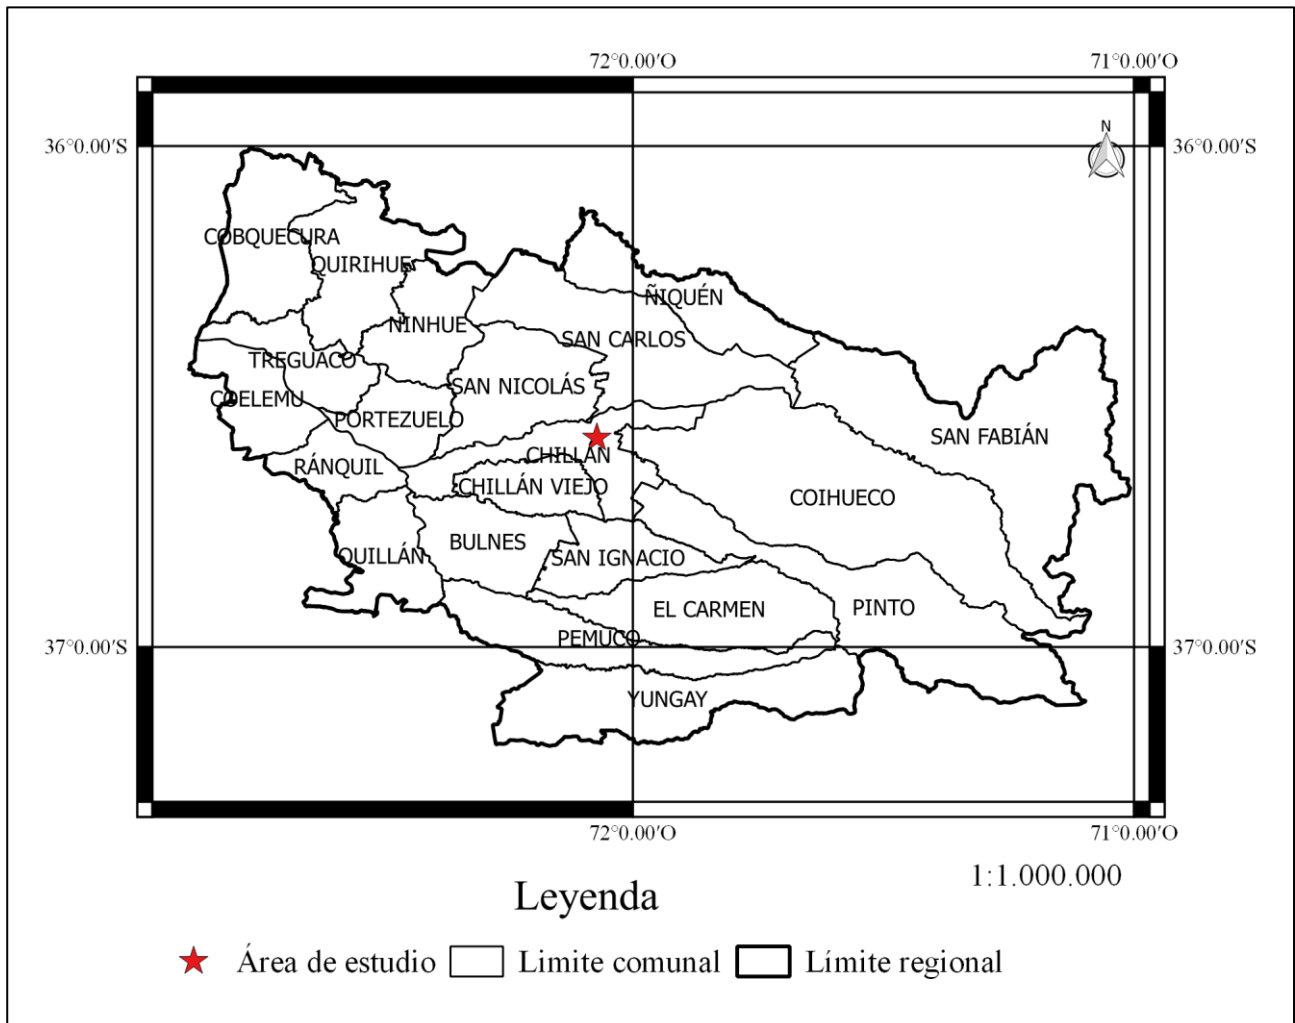 72°0.00'O 71°0.00'O
36°0.00'S 36°0.00'S
N
COBQUECURA
QUIRIHUE
ÑIQUÉN
NINHUE
SAN CARLOS
TREGUACO
SAN NICOLÁS
COELEMU
PORTEZUELO
SAN FABIÁN
CHILLÁN
RÁNQUIL
CHILLÁN VIEJO
COIHUECO
BULNES
QUILLÁN
SAN IGNACIO
EL CARMEN
PINTO
PEMUCO
37°0.00'S 37°0.00'S
YUNGAY
72°0.00'O 71°0.00'O
1:1.000.000
Leyenda
Área de estudio Limite comunal Límite regional